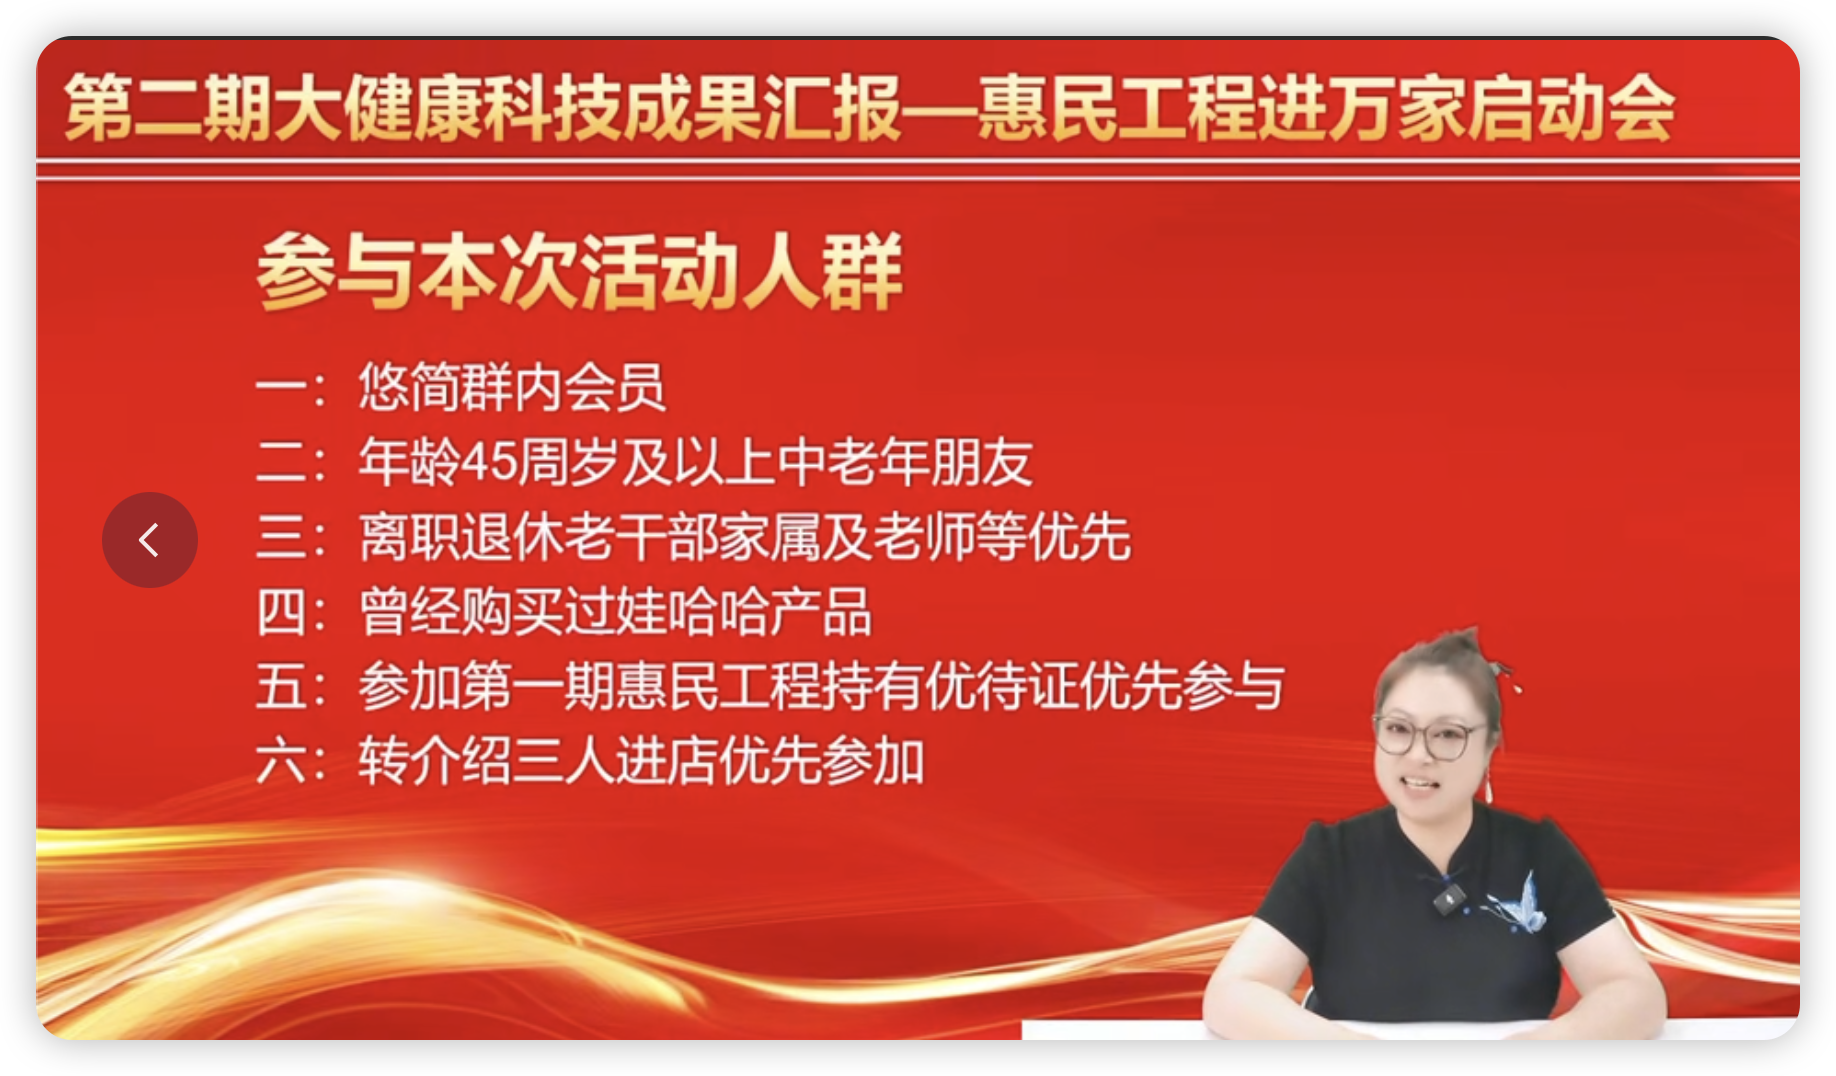 第二期大健康科技成果汇报—惠民工程进万家启动会
参与本次活动人群
一：悠简群内会员
二：年龄45周岁及以上中老年朋友
三：离职退休老干部家属及老师等优先
四：曾经购买过娃哈哈产品
五：参加第一期惠民工程持有优待证优先参与
六：转介绍三人进店优先参加